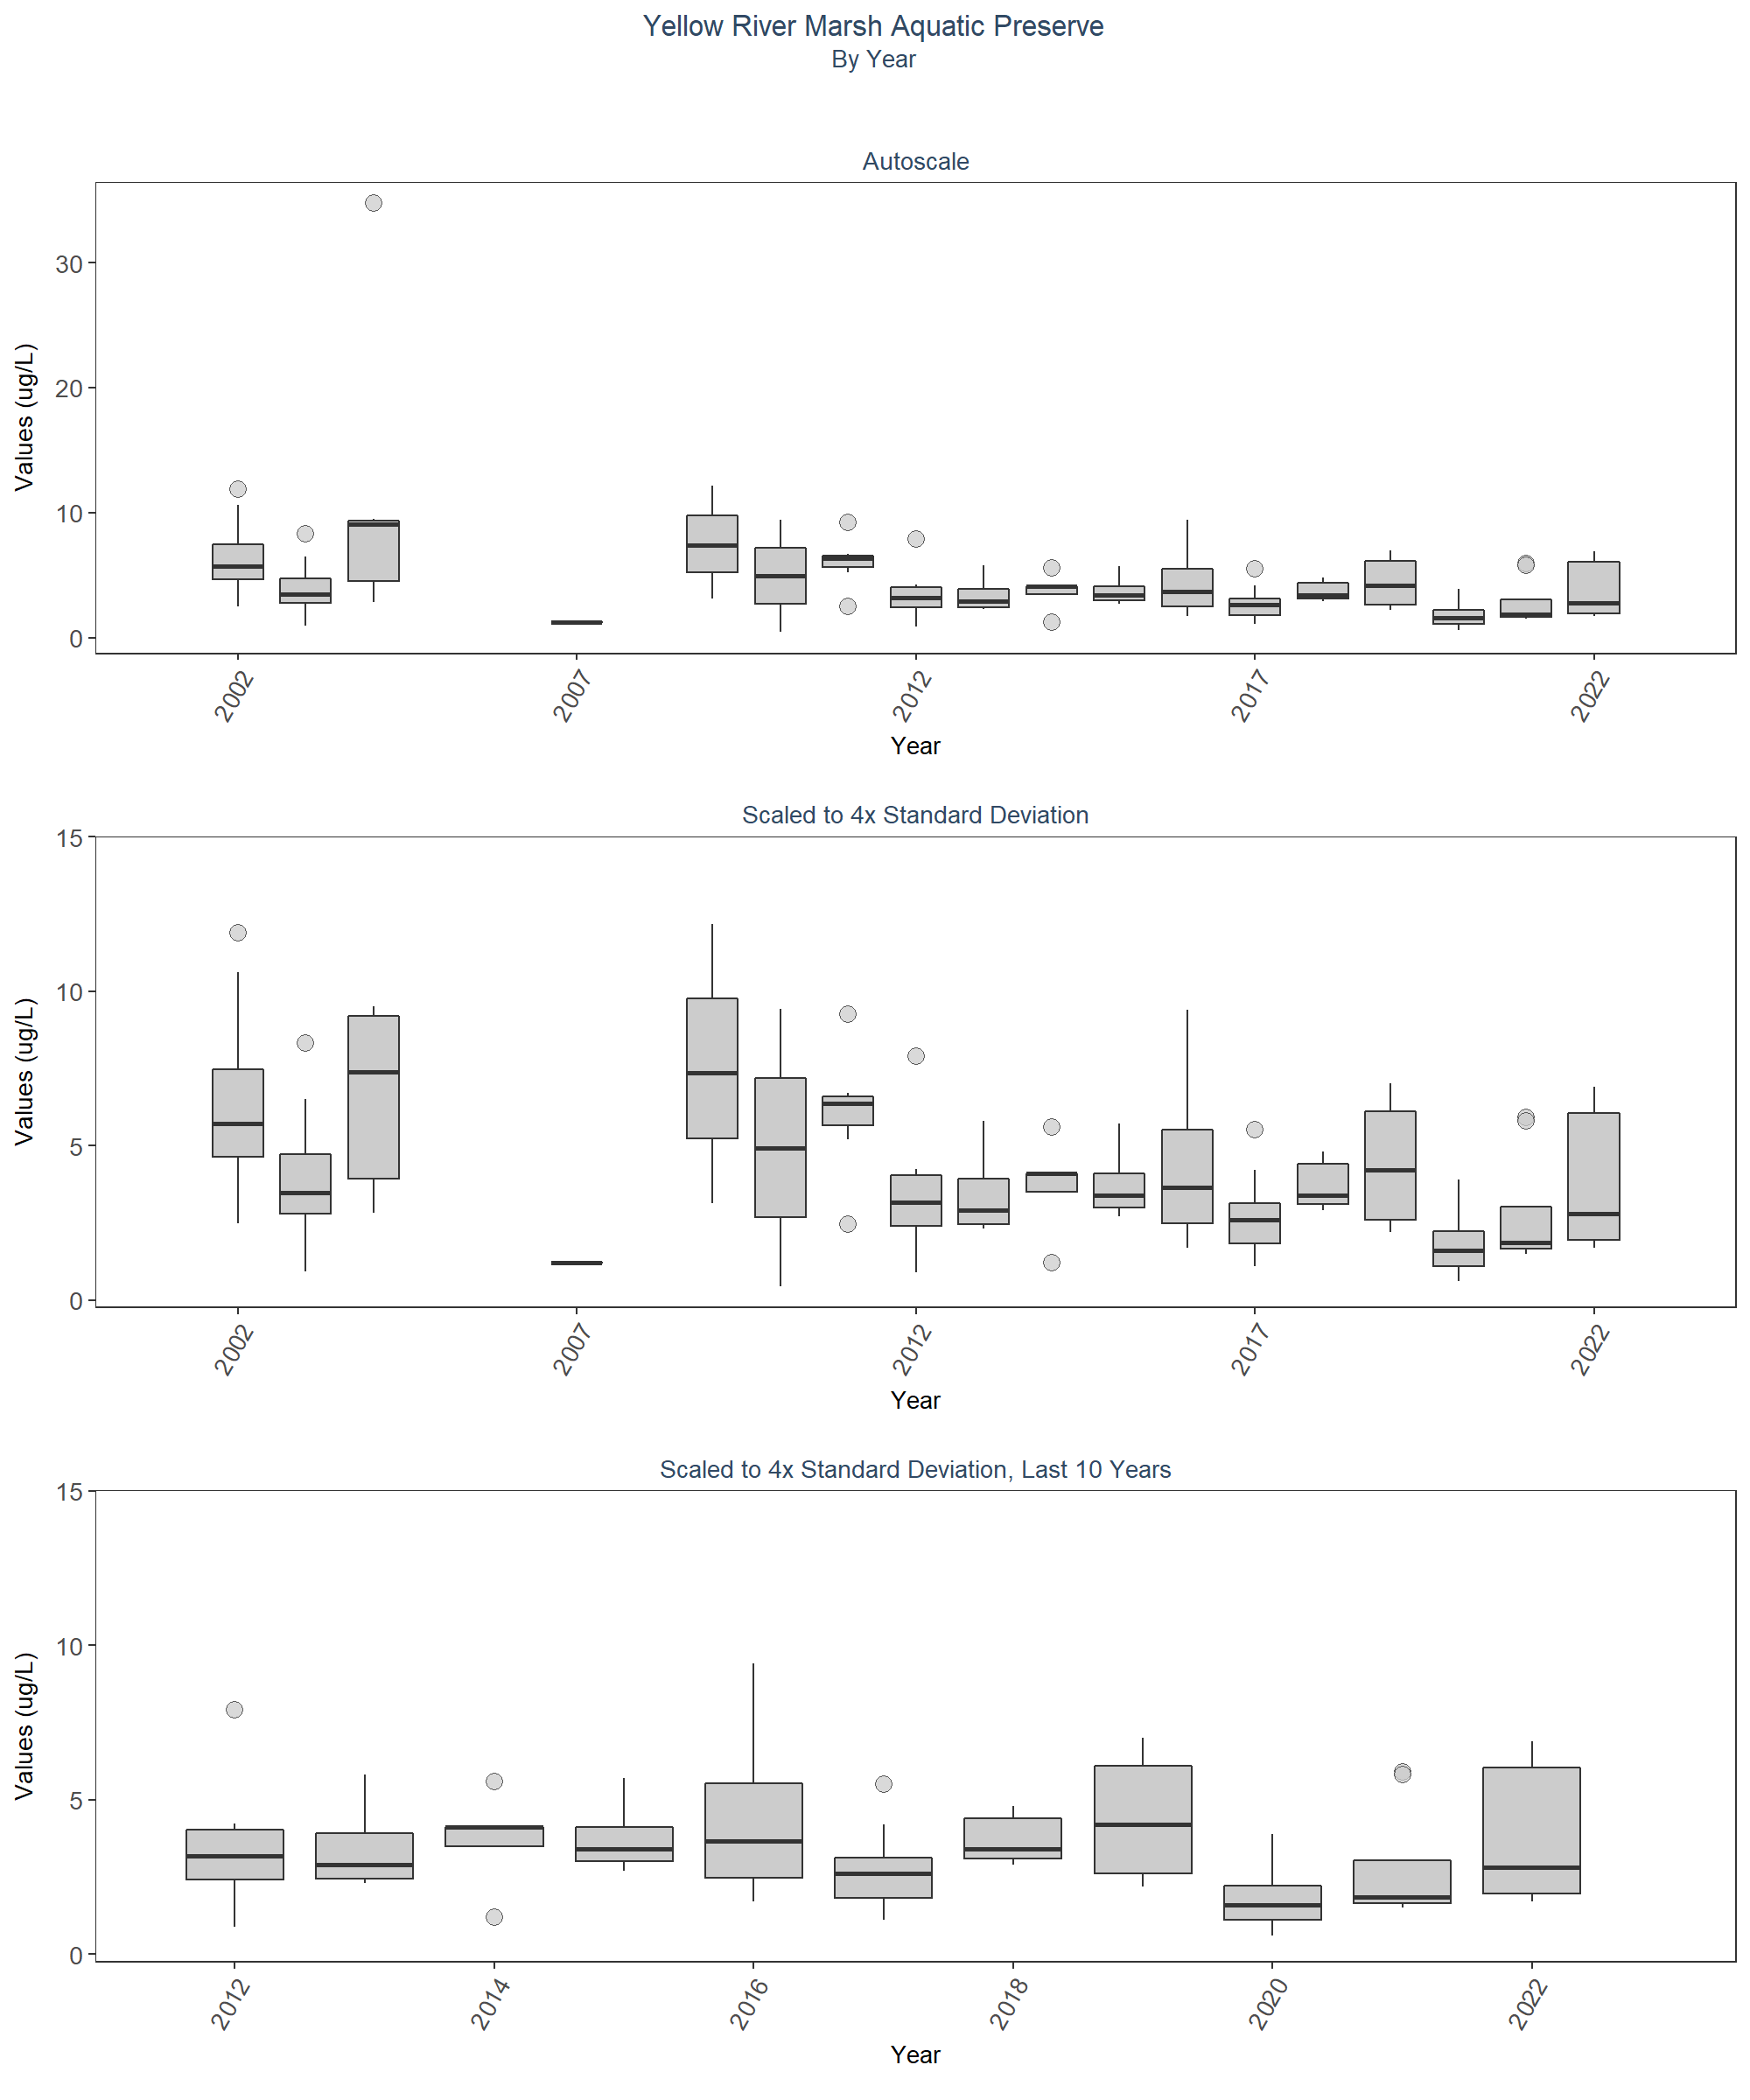 Yellow River Marsh Aquatic Preserve
By Year
Autoscale
Values (ug/L)
30
20
10
0
2002
2007
2012
2017
2022
Year
Scaled to 4x Standard Deviation
Values (ug/L)
15
10
5
0
2002
2007
2012
2017
2022
Year
Scaled to 4x Standard Deviation, Last 10 Years
Values (ug/L)
15
10
5
0
2012
2014
2016
2018
2020
2022
Year